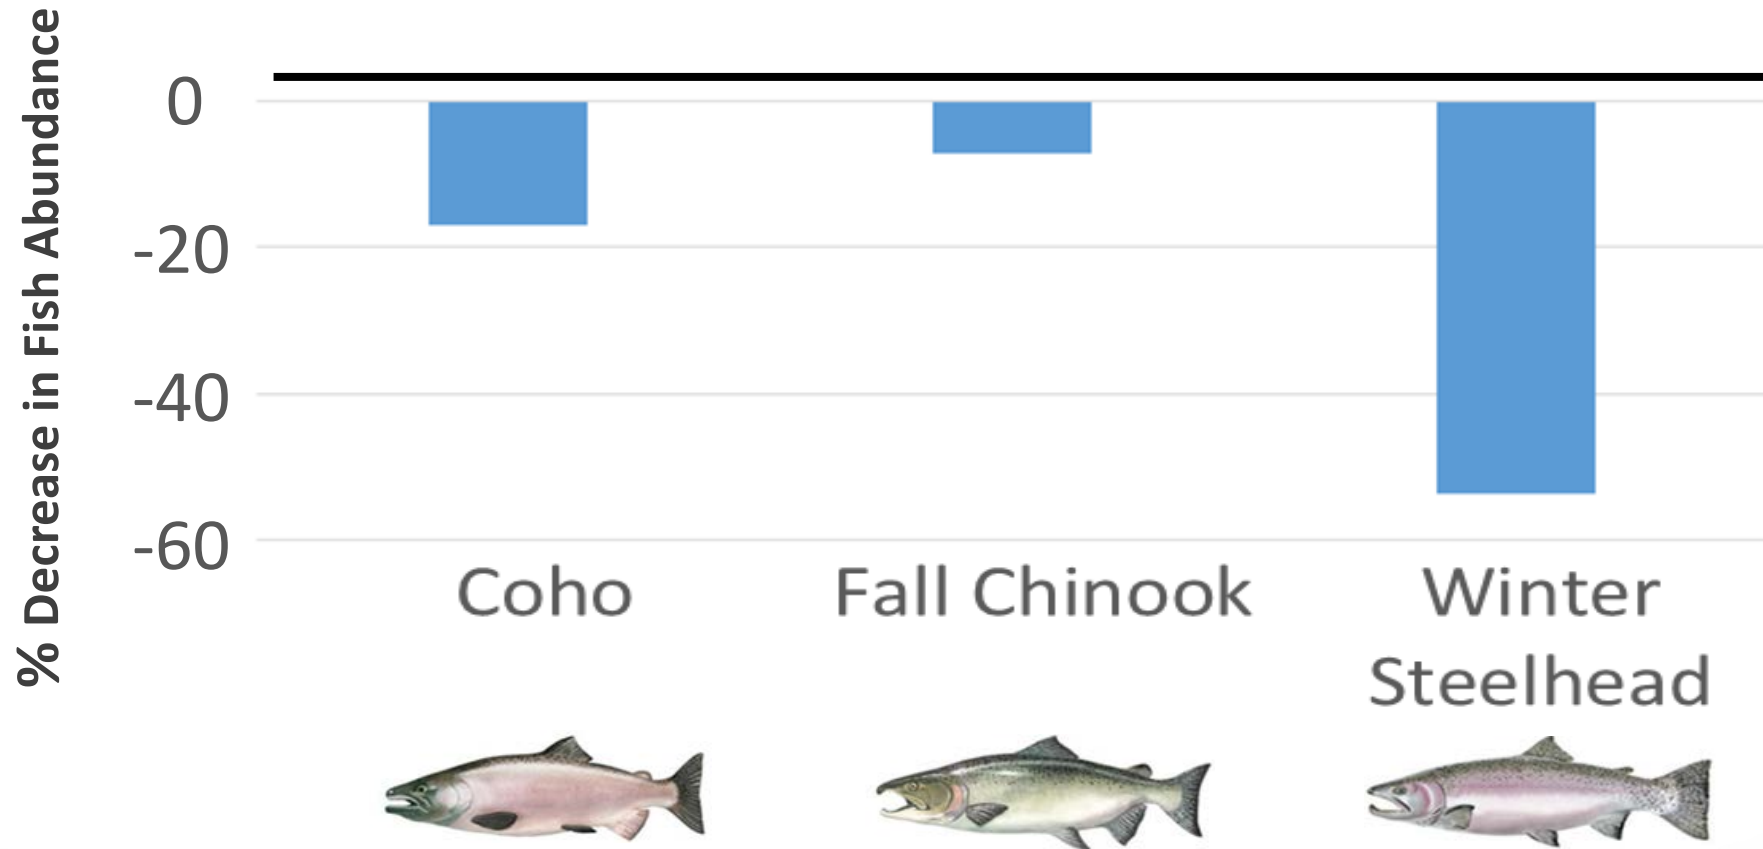 % Decrease in Fish Abundance
0
-20
-40
-60
Coho
Fall Chinook
Winter
Steelhead